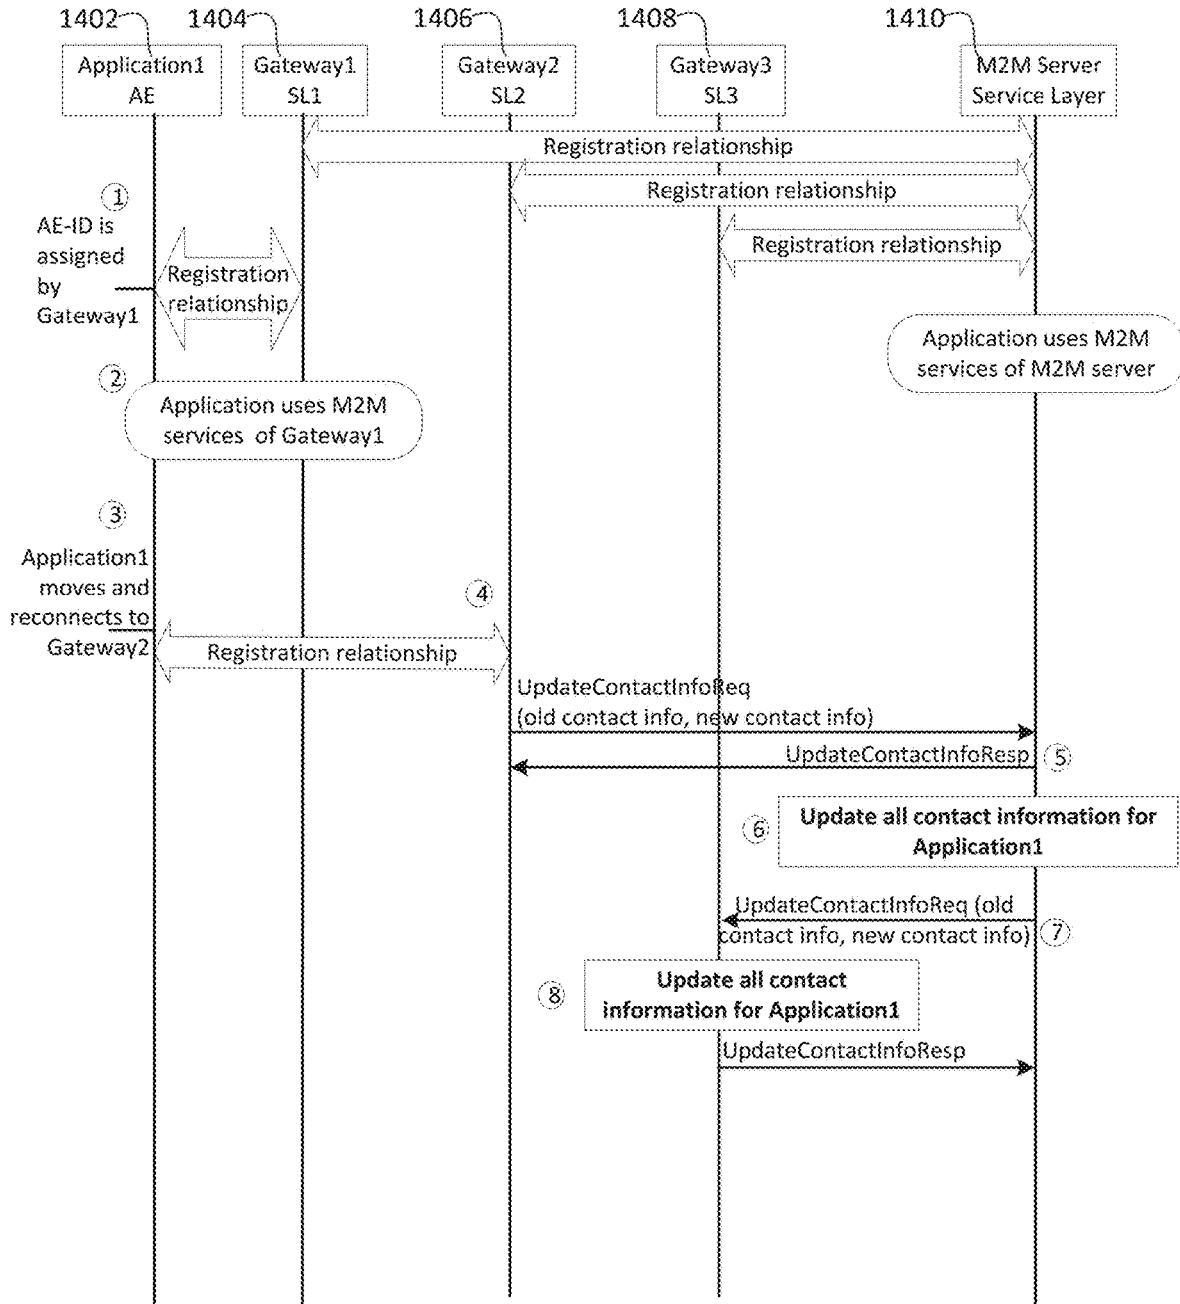 1402
1404
1406
1408
1410
Application1
AE
Gateway1
SL1
Gateway2
SL2
Gateway3
SL3
M2M Server
Service Layer
Registration relationship
Registration relationship
Registration relationship
1
AE-ID is
assigned
by
Gateway1
Registration
relationship
Application uses M2M
services of M2M server
2
Application uses M2M
services of Gateway1
3
Application1
moves and
reconnects to
Gateway2
4
Registration relationship
UpdateContactInfoReq
(old contact info, new contact info)
UpdateContactInfoResp
5
6
Update all contact information for
Application1
UpdateContactInfoReq (old
contact info, new contact info)
7
8
Update all contact
information for Application1
UpdateContactInfoResp